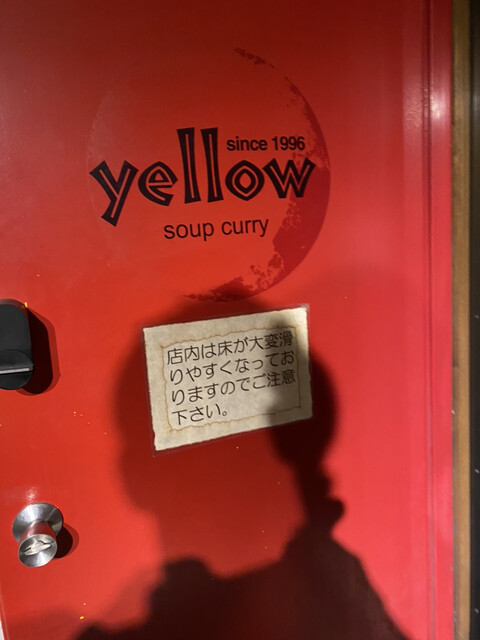 since 1996
yellow
soup curry
店内は床が大変滑
りやすくなってお
りますのでご注意
下さい。